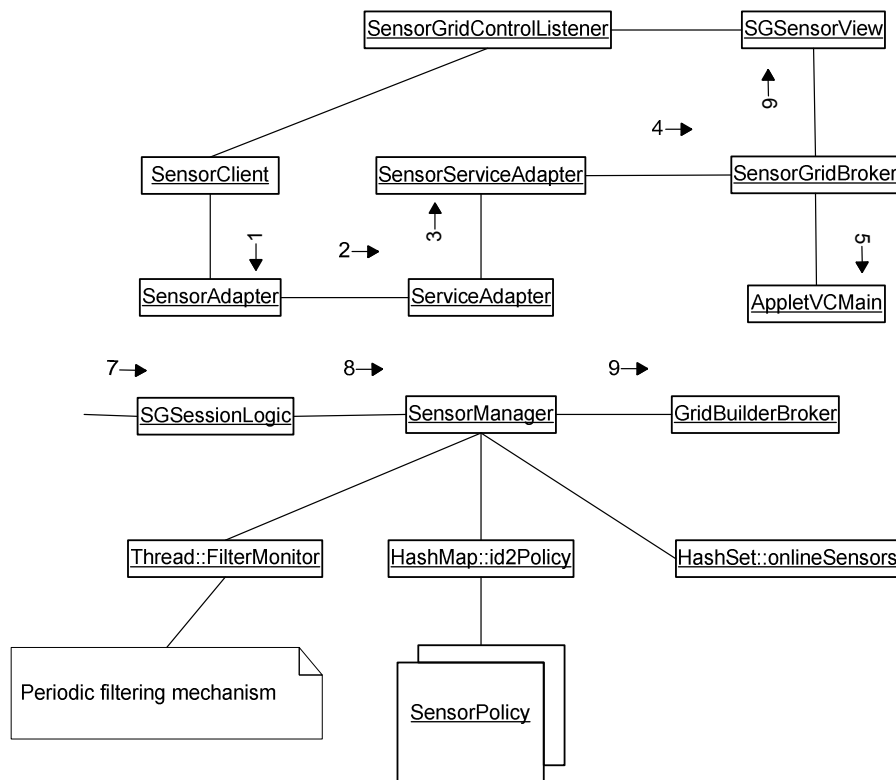 SensorGridControlListener
SGSensorView
6
4
SensorClient
SensorServiceAdapter
SensorGridBroker
1
2
3
5
SensorAdapter
ServiceAdapter
AppletVCMain
7
8
9
SGSessionLogic
SensorManager
GridBuilderBroker
Thread::FilterMonitor
HashMap::id2Policy
HashSet::onlineSensors
Periodic filtering mechanism
SensorPolicy